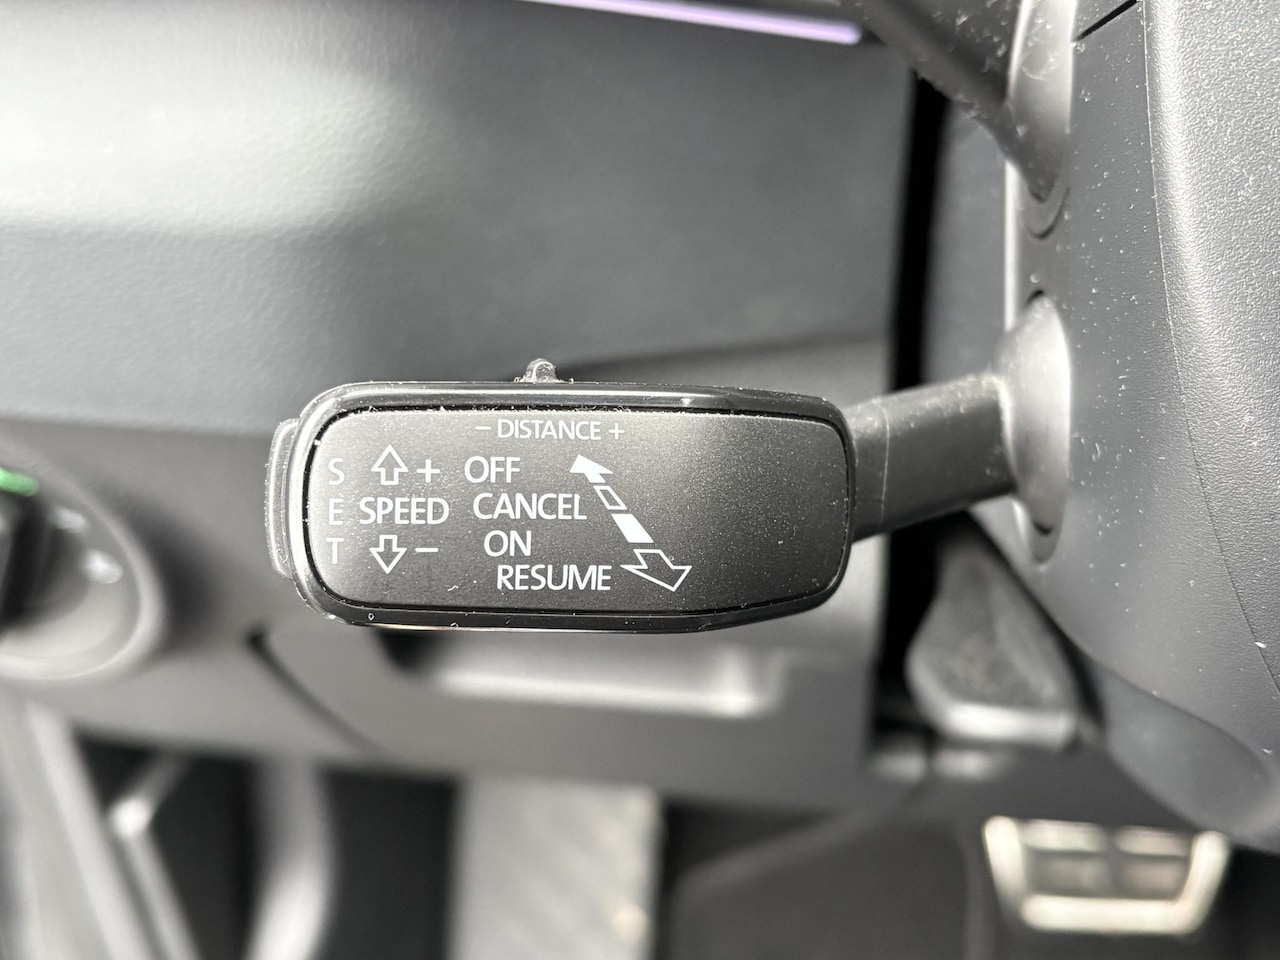 - DISTANCE +
S + OFF
E SPEED CANCEL
T - ON
RESUME